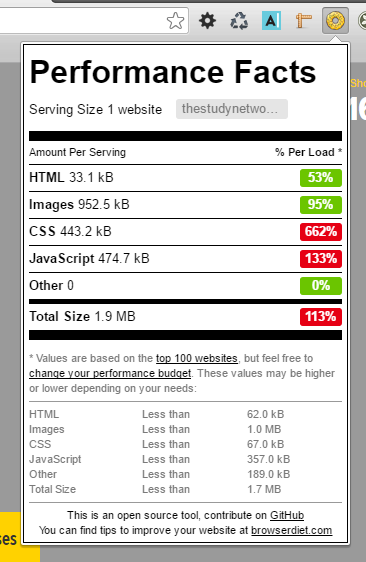 Performance Facts
Serving Size 1 website thestudynetwo...
Amount Per Serving % Per Load *
HTML 33.1 kB 53%
Images 952.5 kB 95%
CSS 443.2 kB 662%
JavaScript 474.7 kB 133%
Other 0 0%
Total Size 1.9 MB 113%
* Values are based on the top 100 websites, but feel free to
change your performance budget. These values may be higher
or lower depending on your needs:
HTML Less than 62.0 kB
Images Less than 1.0 MB
CSS Less than 67.0 kB
JavaScript Less than 357.0 kB
Other Less than 189.0 kB
Total Size Less than 1.7 MB
This is an open source tool, contribute on GitHub
You can find tips to improve your website at browserdiet.com